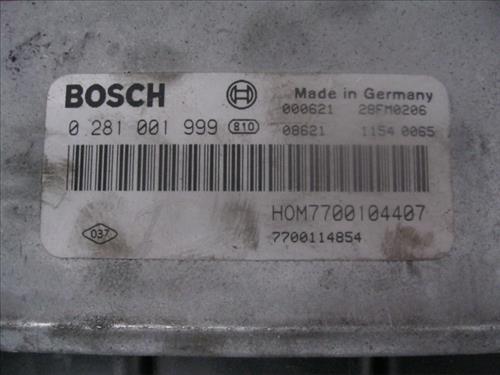 BOSCH
Made in Germany
000621 28FM0206
0 281 001 999 810
08621 1154 0065
HOM7700104407
037
7700114854